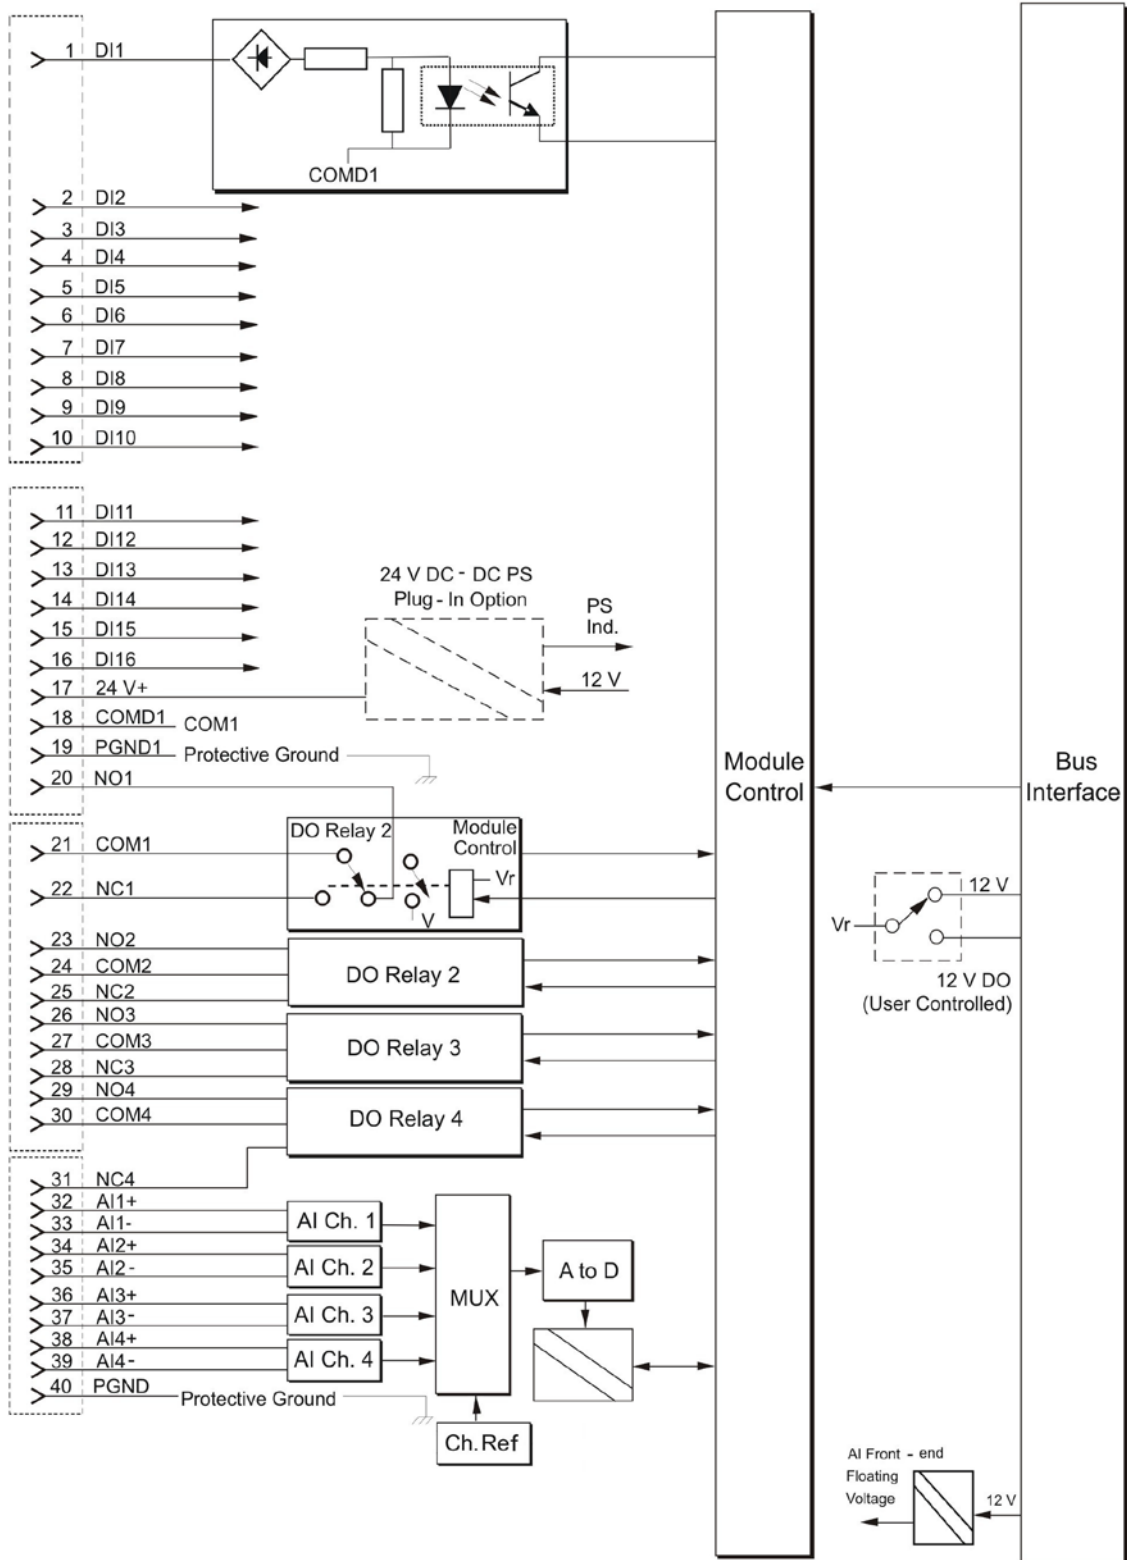 1 DI1
COMD1
2 DI2
3 DI3
4 DI4
5 DI5
6 DI6
7 DI7
8 DI8
9 DI9
10 DI10
11 DI11
12 DI12
13 DI13
14 DI14
15 DI15
16 DI16
17 24 V+
18 COMD1 COM1
19 PGND1 Protective Ground
20 NO1
24 V DC - DC PS
Plug - In Option
PS
Ind.
12 V
21 COM1
22 NC1
DO Relay 2
Module
Control
Vr
V
23 NO2
24 COM2
25 NC2
DO Relay 2
26 NO3
27 COM3
28 NC3
DO Relay 3
29 NO4
30 COM4
DO Relay 4
31 NC4
32 AI1+
33 AI1-
34 AI2+
35 AI2-
36 AI3+
37 AI3-
38 AI4+
39 AI4-
40 PGND Protective Ground
AI Ch. 1
AI Ch. 2
AI Ch. 3
AI Ch. 4
MUX
A to D
Ch. Ref
Module
Control
Bus
Interface
12 V
Vr
12 V DO
(User Controlled)
AI Front - end
Floating
Voltage
12 V